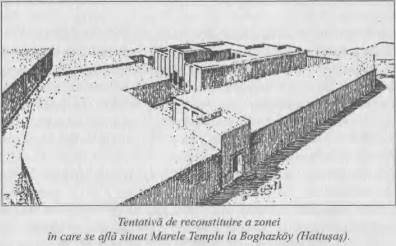 Tentativă de reconstituire a zonei
în care se află situat Marele Templu la Boghazköy (Hattuşaş).